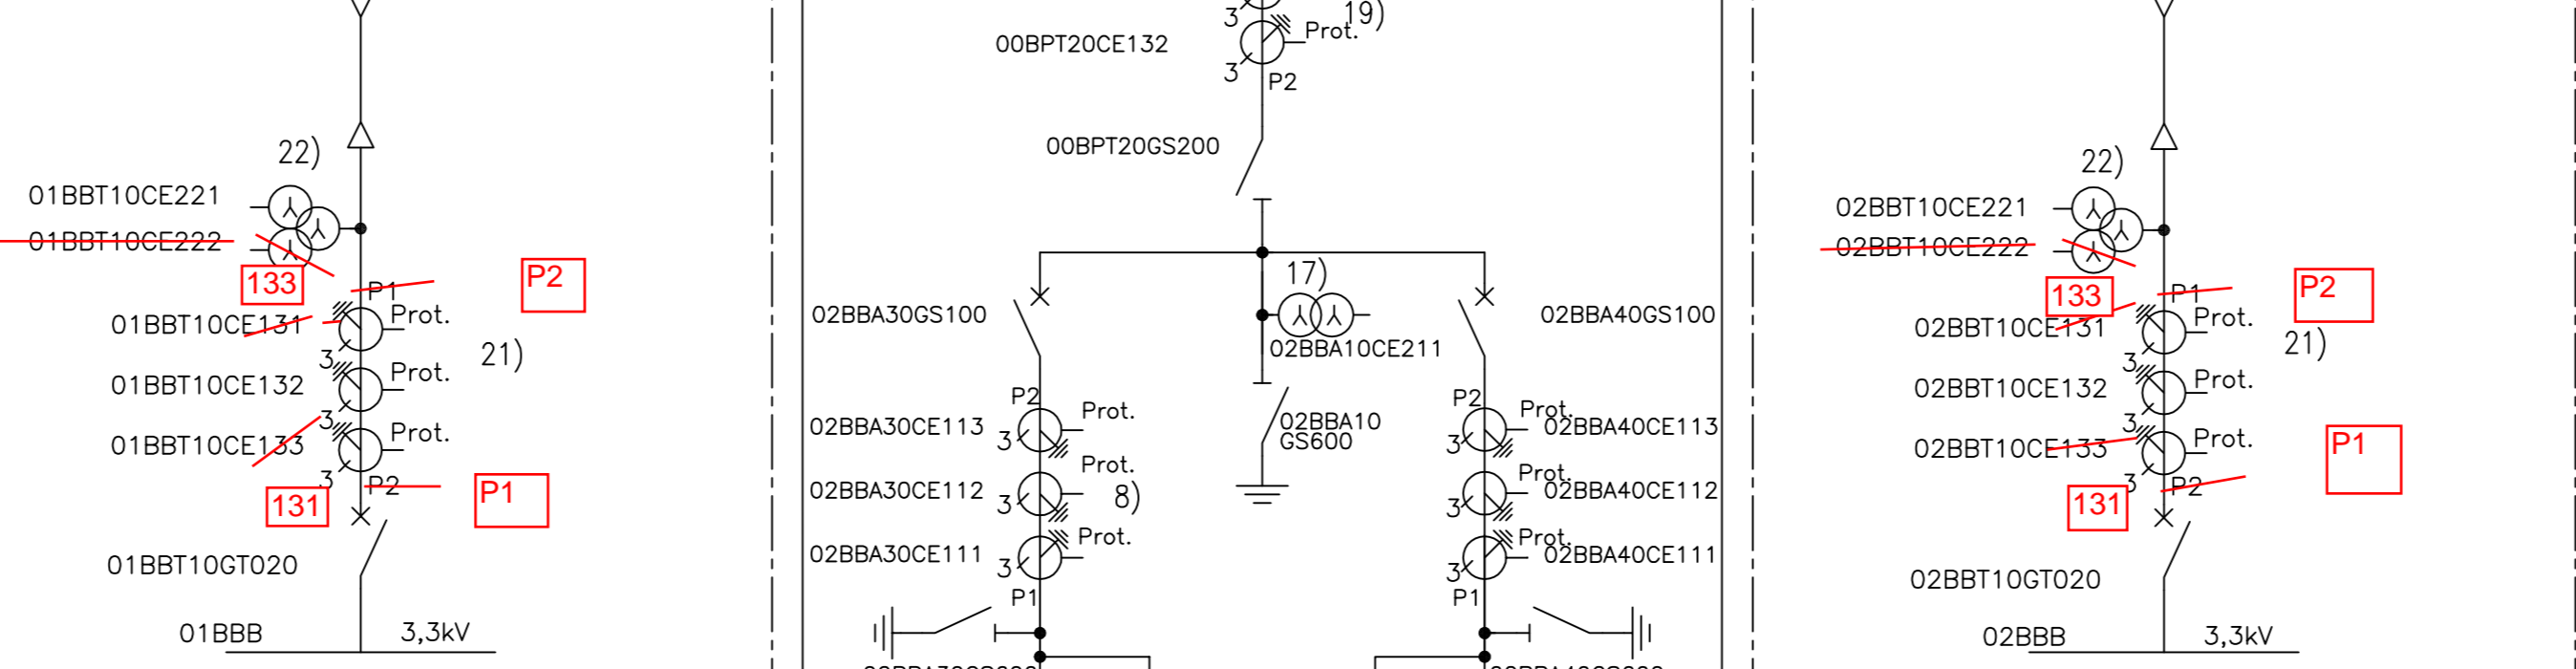 22)
01BBT10CE221
01BBT10CE222
133
P1
P2
01BBT10CE131
Prot.
3
21)
01BBT10CE132
Prot.
3
01BBT10CE133
Prot.
3
P2
P1
131
01BBT10GT020
01BBB
3,3kV
3
19)
Prot.
00BPT20CE132
3
P2
00BPT20GS200
17)
02BBA30GS100
02BBA40GS100
02BBA10CE211
P2
Prot.
02BBA30CE113
3
02BBA10
GS600
Prot.
02BBA30CE112
3
8)
Prot.
02BBA30CE111
3
P1
P2
Prot.
02BBA40CE113
3
Prot.
02BBA40CE112
3
Prot.
02BBA40CE111
3
P1
22)
02BBT10CE221
02BBT10CE222
133
P1
P2
02BBT10CE131
Prot.
3
21)
02BBT10CE132
Prot.
3
02BBT10CE133
Prot.
3
P2
P1
131
02BBT10GT020
02BBB
3,3kV